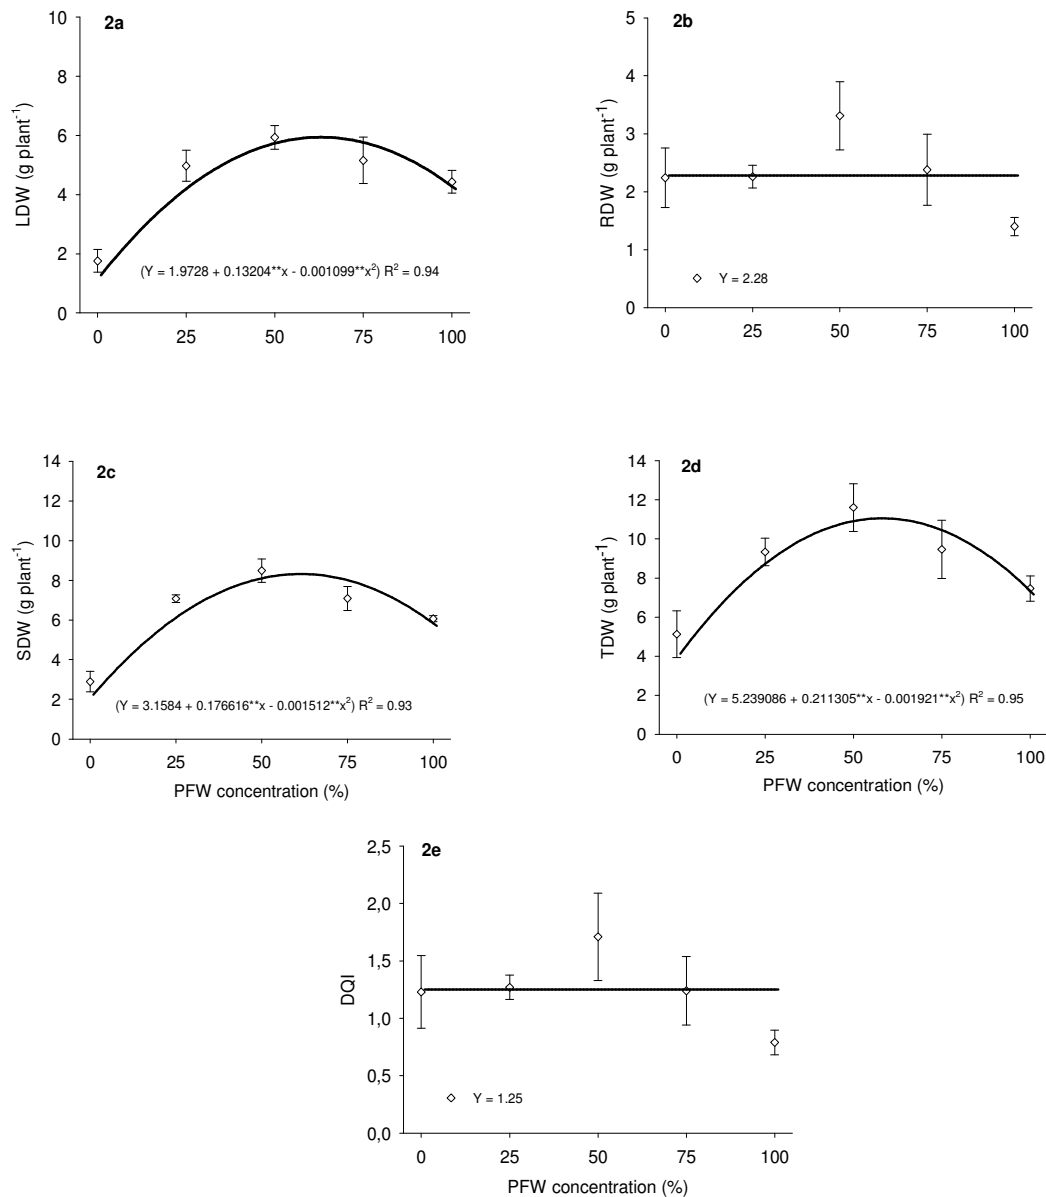 2a
10
8
6
4
2
0
LDW (g plant⁻¹)
(Y = 1.9728 + 0.13204**x - 0.001099**x²) R² = 0.94
0 25 50 75 100
2b
5
4
3
2
1
0
RDW (g plant⁻¹)
Y = 2.28
0 25 50 75 100
2c
14
12
10
8
6
4
2
0
SDW (g plant⁻¹)
(Y = 3.1584 + 0.176616**x - 0.001512**x²) R² = 0.93
0 25 50 75 100
PFW concentration (%)
2d
14
12
10
8
6
4
2
0
TDW (g plant⁻¹)
(Y = 5.239086 + 0.211305**x - 0.001921**x²) R² = 0.95
0 25 50 75 100
PFW concentration (%)
2e
2,5
2,0
1,5
1,0
0,5
0,0
DQI
Y = 1.25
0 25 50 75 100
PFW concentration (%)